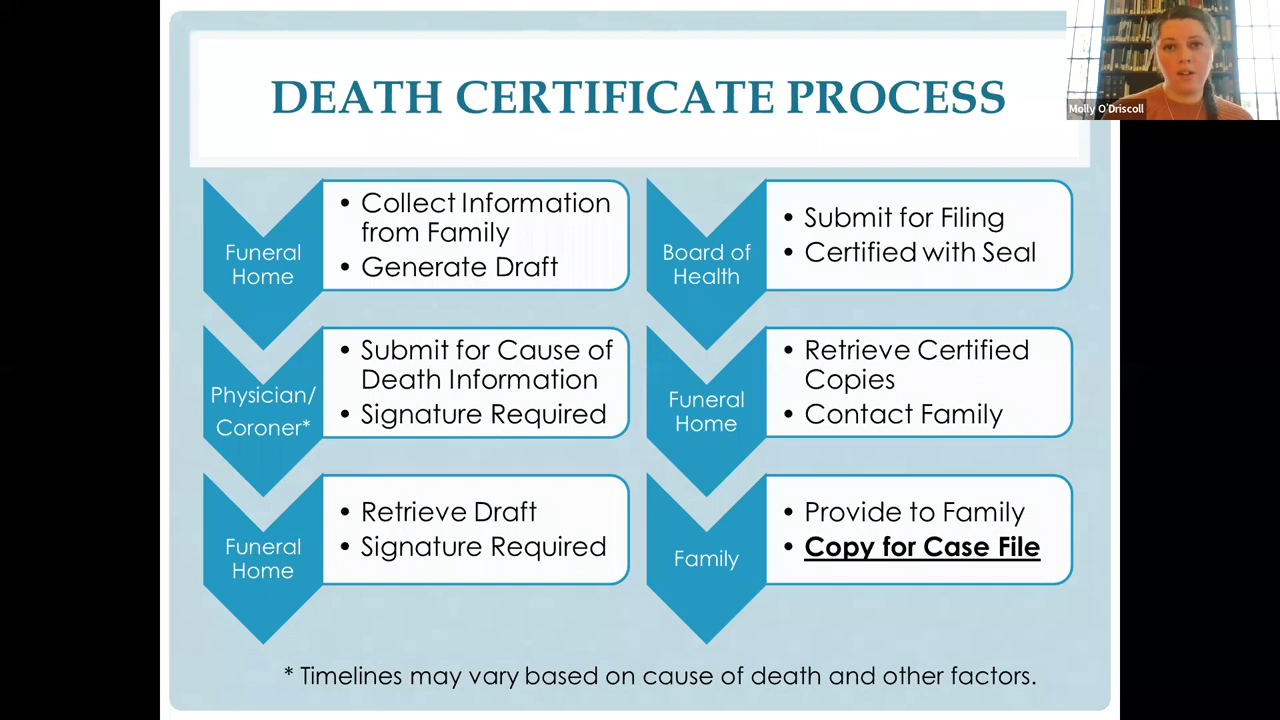 DEATH CERTIFICATE PROCESS
Molly O'Driscoll
Funeral
Home
• Collect Information
from Family
• Generate Draft
Physician/
Coroner*
• Submit for Cause of
Death Information
• Signature Required
Funeral
Home
• Retrieve Draft
• Signature Required
Board of
Health
• Submit for Filing
• Certified with Seal
Funeral
Home
• Retrieve Certified
Copies
• Contact Family
Family
• Provide to Family
• Copy for Case File
* Timelines may vary based on cause of death and other factors.